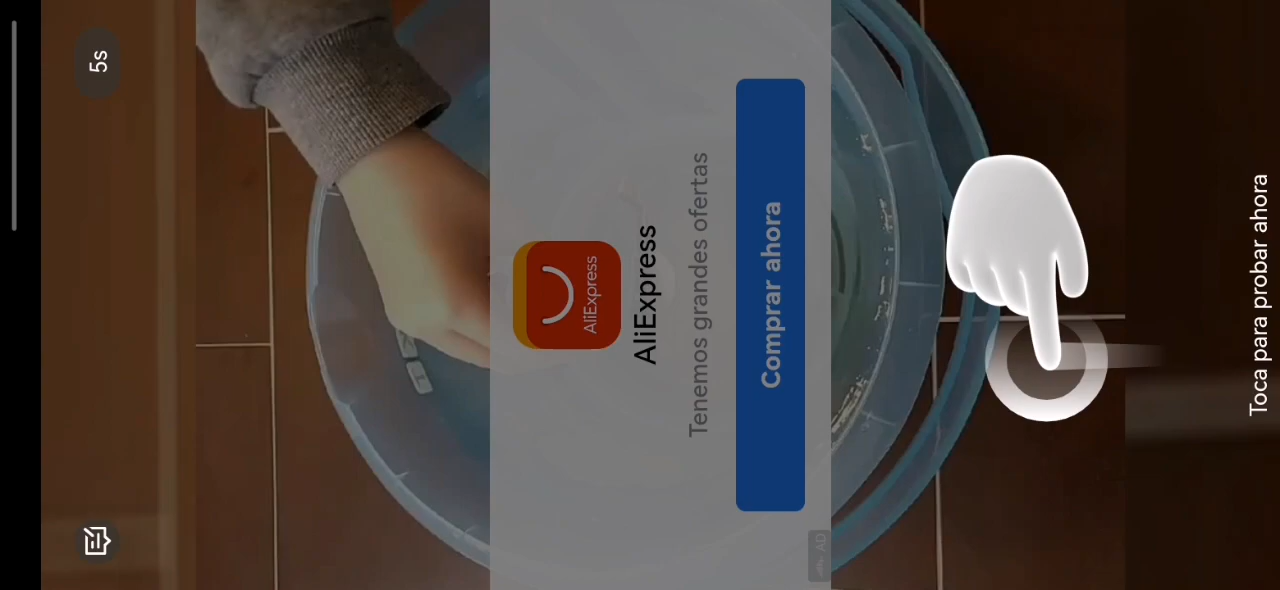 5s
AliExpress
AliExpress
Tenemos grandes ofertas
Comprar ahora
AD
Toca para probar ahora